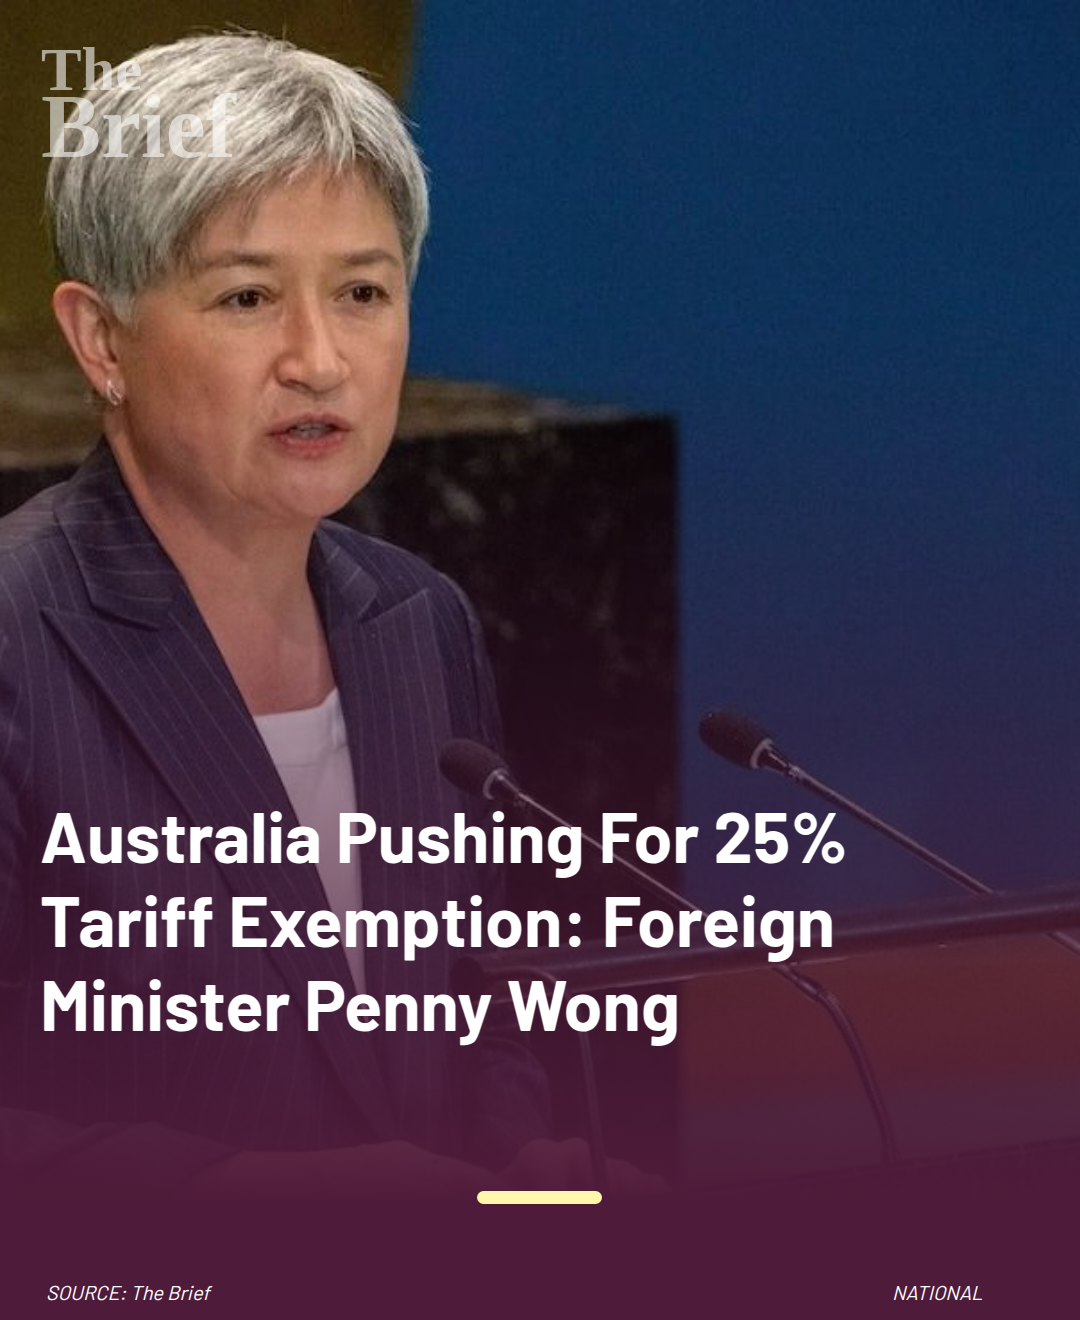 The
Brief
Australia Pushing For 25%
Tariff Exemption: Foreign
Minister Penny Wong
SOURCE: The Brief
NATIONAL